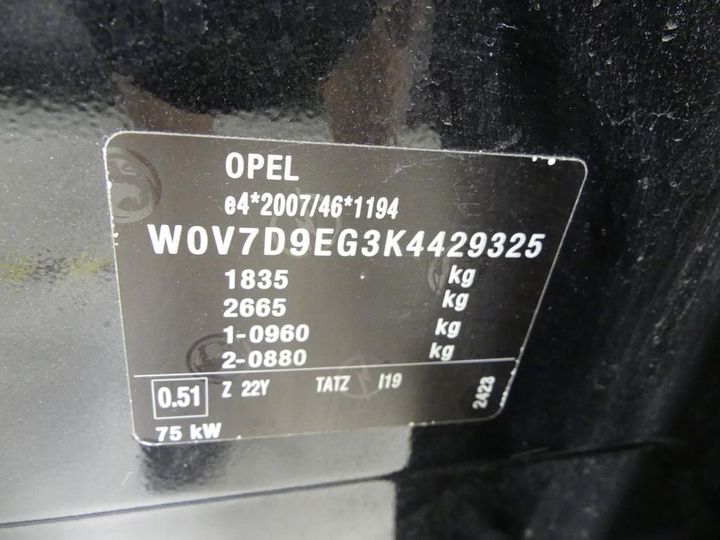 OPEL
e4*2007/46*1194
W0V7D9EG3K4429325
1835 kg
2665 kg
1-0960 kg
2-0880 kg
0.51 Z 22Y TATZ I19 2423
75 kW